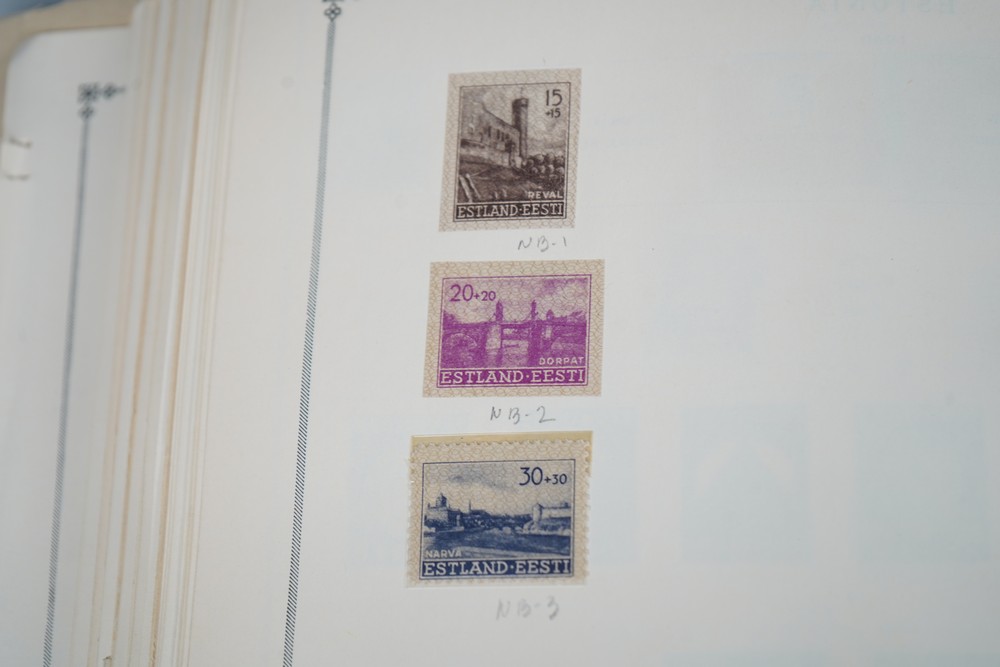 15
+15
REVAL
ESTLAND·EESTI
NB-1
20+20
DORPAT
ESTLAND·EESTI
NB-2
30+30
NARVA
ESTLAND·EESTI
NB-3